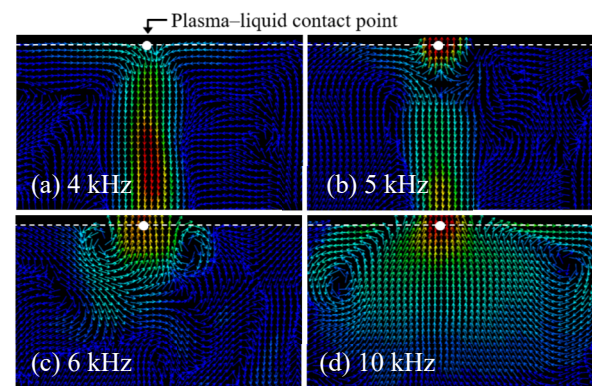 Plasma–liquid contact point
(a) 4 kHz
(b) 5 kHz
(c) 6 kHz
(d) 10 kHz